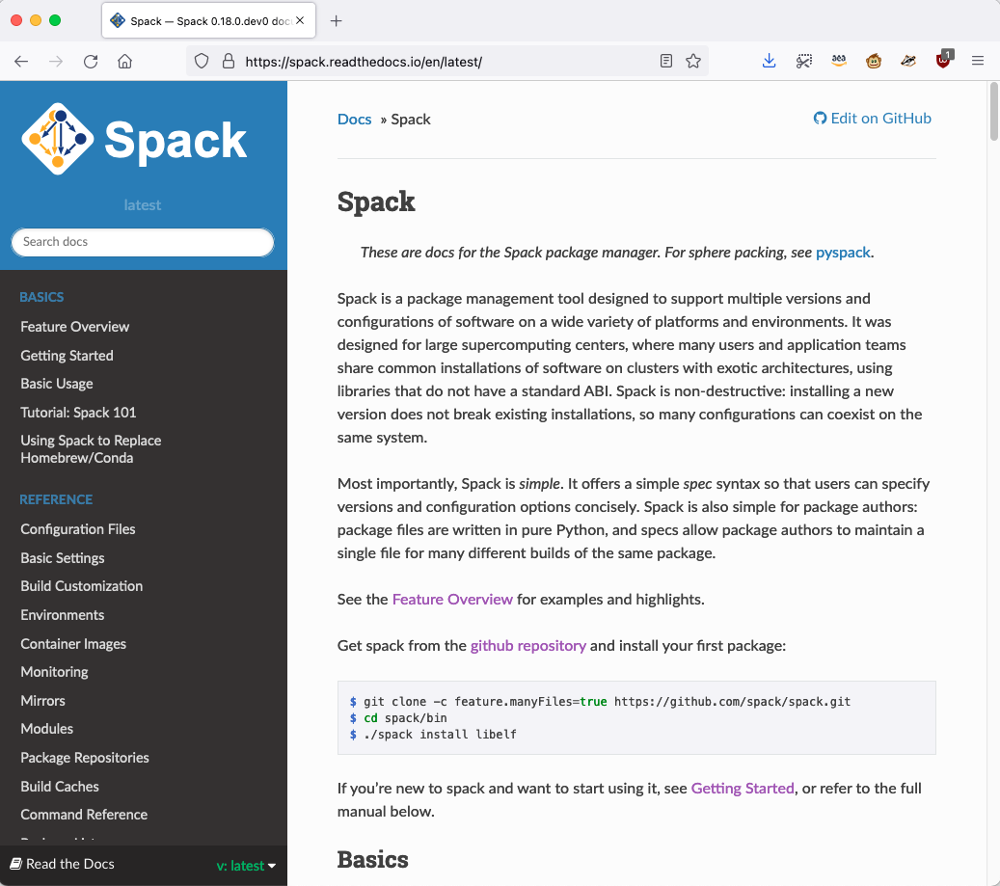 Spack — Spack 0.18.0.dev0 doc
https://spack.readthedocs.io/en/latest/
aea
1
Spack
latest
Search docs
BASICS
Feature Overview
Getting Started
Basic Usage
Tutorial: Spack 101
Using Spack to Replace
Homebrew/Conda
REFERENCE
Configuration Files
Basic Settings
Build Customization
Environments
Container Images
Monitoring
Mirrors
Modules
Package Repositories
Build Caches
Command Reference
Read the Docs
v: latest
Docs » Spack
Edit on GitHub
Spack
These are docs for the Spack package manager. For sphere packing, see pyspack.
Spack is a package management tool designed to support multiple versions and
configurations of software on a wide variety of platforms and environments. It was
designed for large supercomputing centers, where many users and application teams
share common installations of software on clusters with exotic architectures, using
libraries that do not have a standard ABI. Spack is non-destructive: installing a new
version does not break existing installations, so many configurations can coexist on the
same system.
Most importantly, Spack is simple. It offers a simple spec syntax so that users can specify
versions and configuration options concisely. Spack is also simple for package authors:
package files are written in pure Python, and specs allow package authors to maintain a
single file for many different builds of the same package.
See the Feature Overview for examples and highlights.
Get spack from the github repository and install your first package:
$ git clone -c feature.manyFiles=true https://github.com/spack/spack.git
$ cd spack/bin
$ ./spack install libelf
If you're new to spack and want to start using it, see Getting Started, or refer to the full
manual below.
Basics